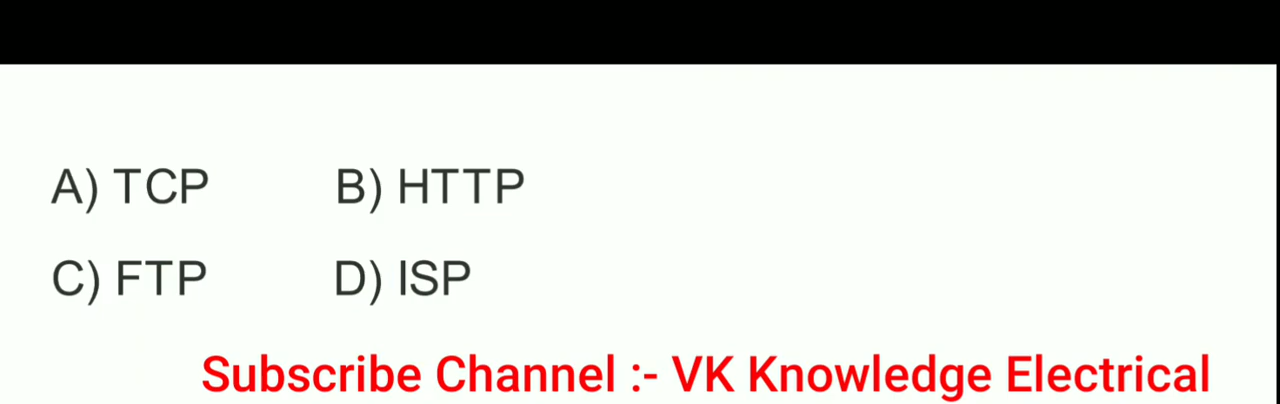 A) TCP B) HTTP
C) FTP D) ISP
Subscribe Channel :- VK Knowledge Electrical